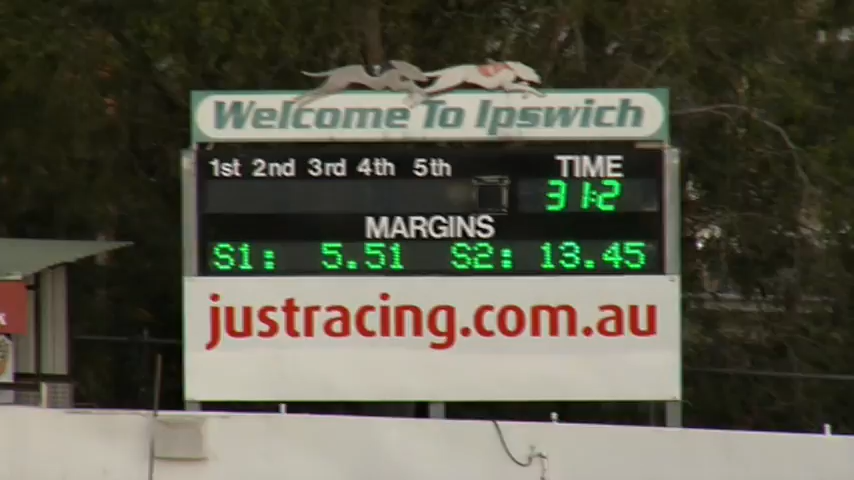 Welcome To Ipswich
1st 2nd 3rd 4th 5th TIME
31:2
MARGINS
S1: 5.51 S2: 13.45
justracing.com.au